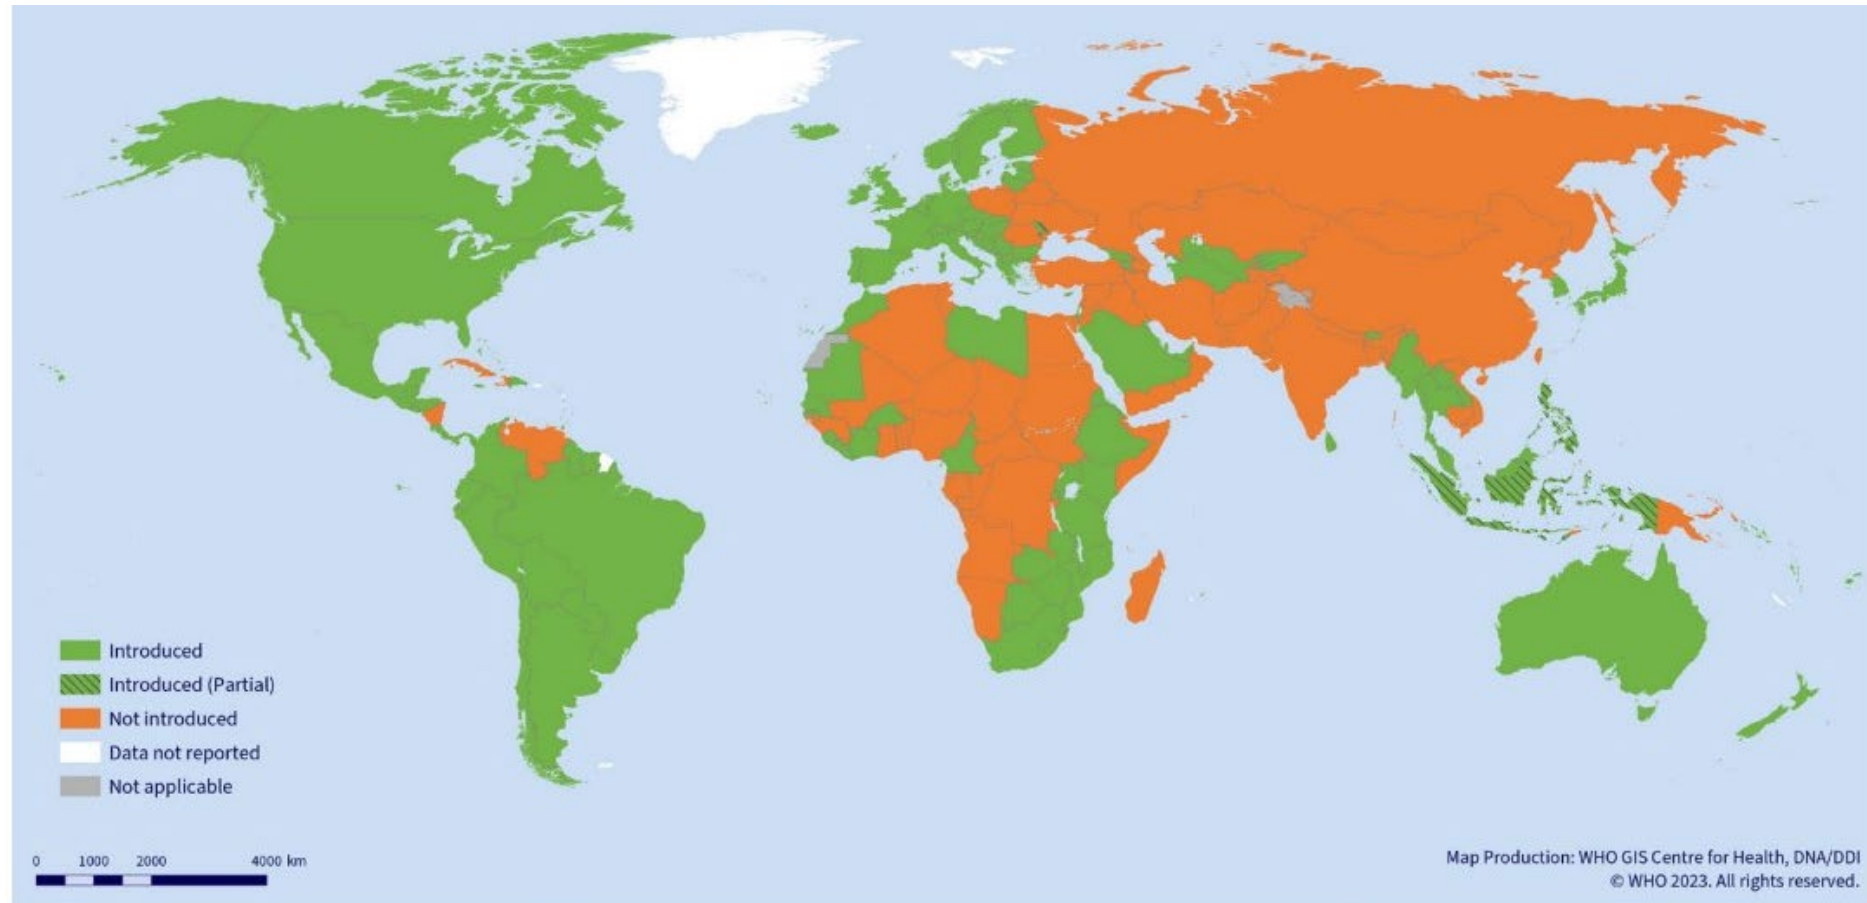 Introduced
Introduced (Partial)
Not introduced
Data not reported
Not applicable
0 1000 2000 4000 km
Map Production: WHO GIS Centre for Health, DNA/DDI
© WHO 2023. All rights reserved.